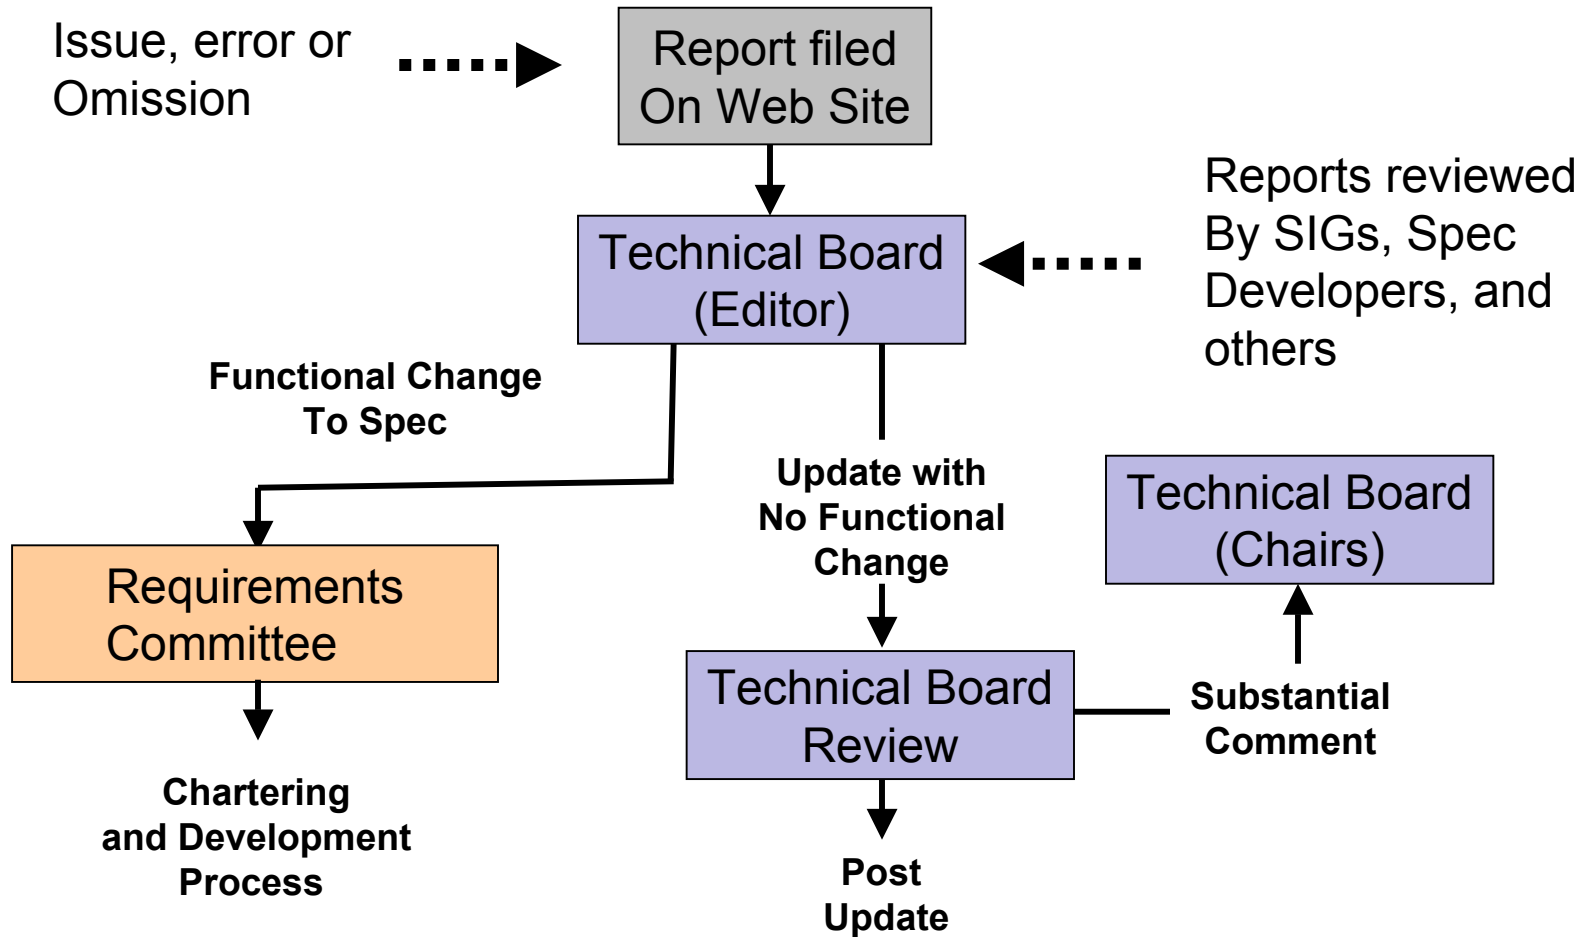 Issue, error or
Omission
Report filed
On Web Site
Reports reviewed
By SIGs, Spec
Developers, and
others
Technical Board
(Editor)
Functional Change
To Spec
Update with
No Functional
Change
Technical Board
(Chairs)
Requirements
Committee
Technical Board
Review
Substantial
Comment
Chartering
and Development
Process
Post
Update